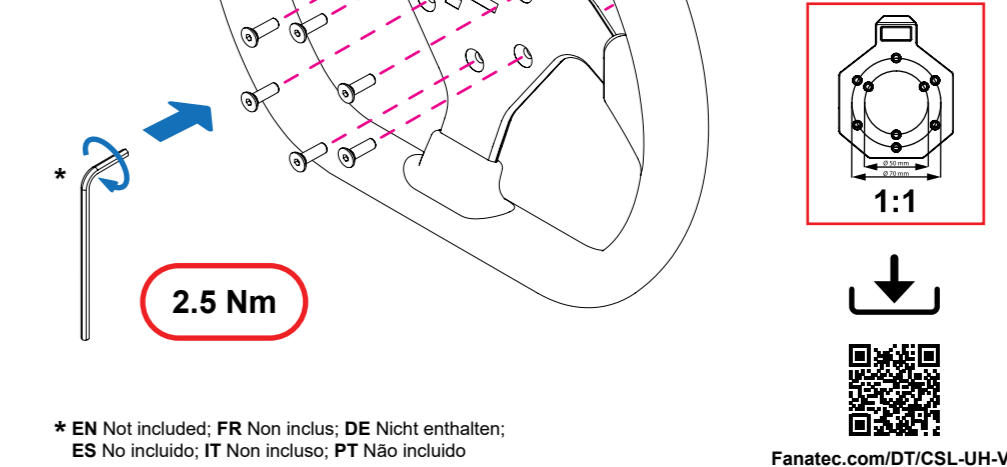 *
2.5 Nm
* EN Not included; FR Non inclus; DE Nicht enthalten;
ES No incluido; IT Non incluso; PT Não incluido
Ø 50 mm
Ø 70 mm
1:1
Fanatec.com/DT/CSL-UH-V